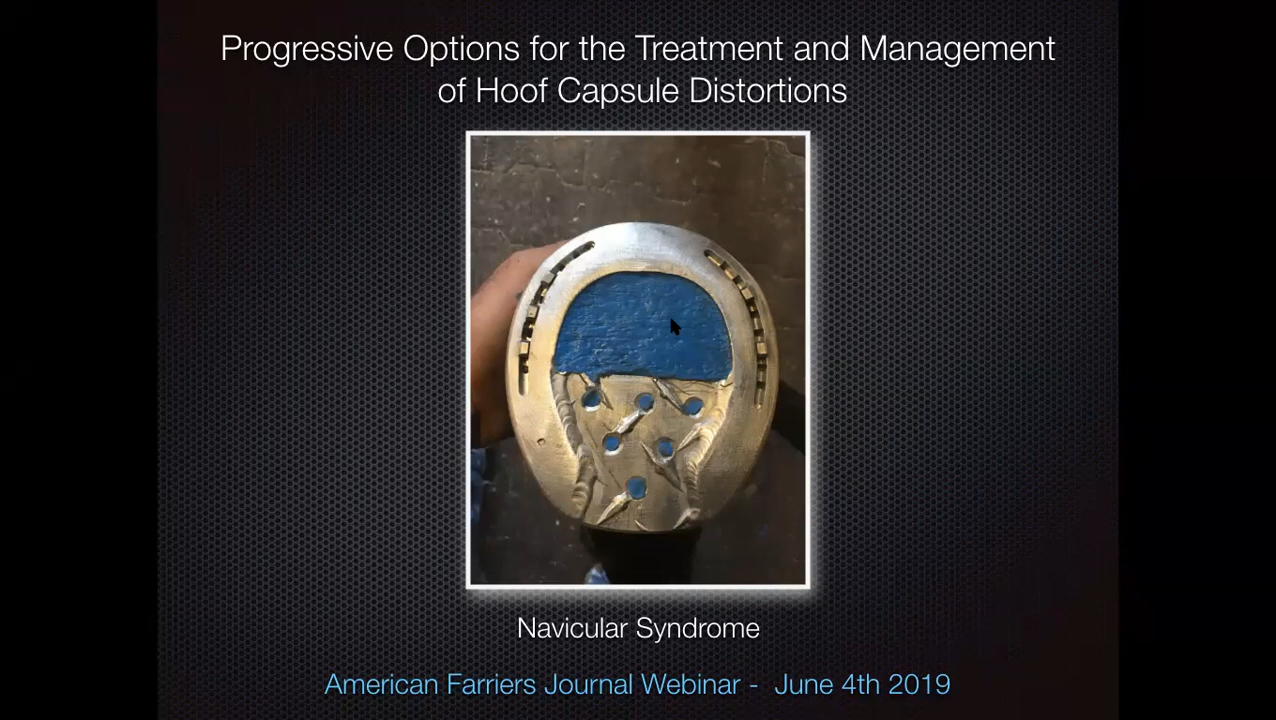 Progressive Options for the Treatment and Management
of Hoof Capsule Distortions
Navicular Syndrome
American Farriers Journal Webinar - June 4th 2019